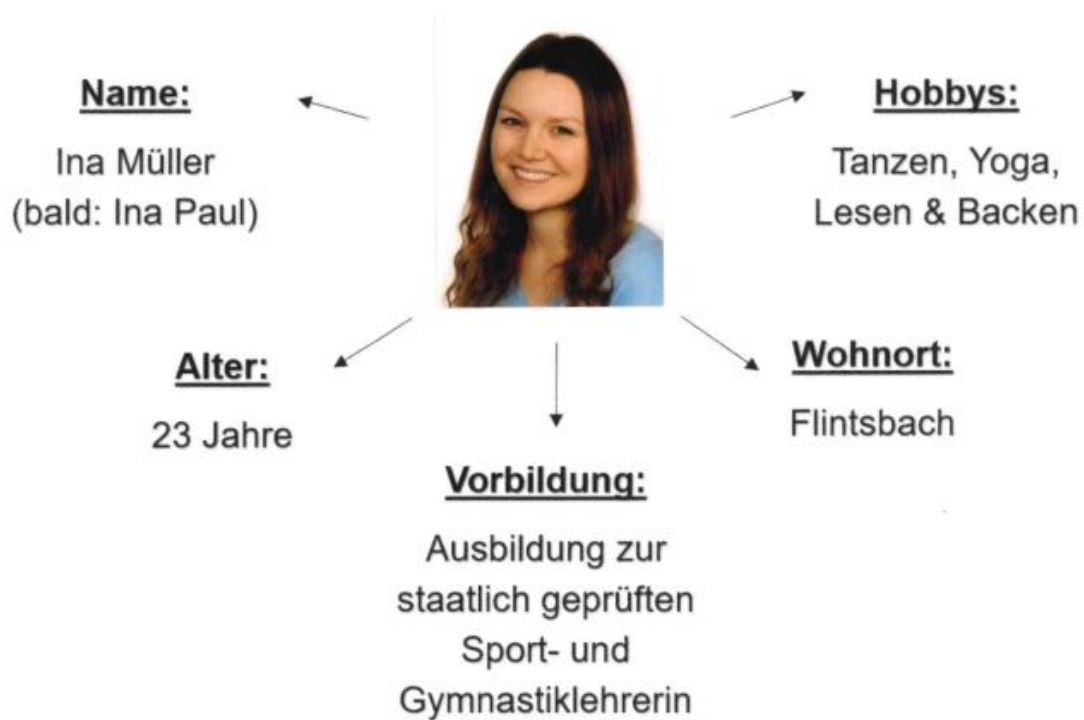 Name:
Ina Müller
(bald: Ina Paul)
Hobbys:
Tanzen, Yoga,
Lesen & Backen
Alter:
23 Jahre
Wohnort:
Flintsbach
Vorbildung:
Ausbildung zur
staatlich geprüften
Sport- und
Gymnastiklehrerin